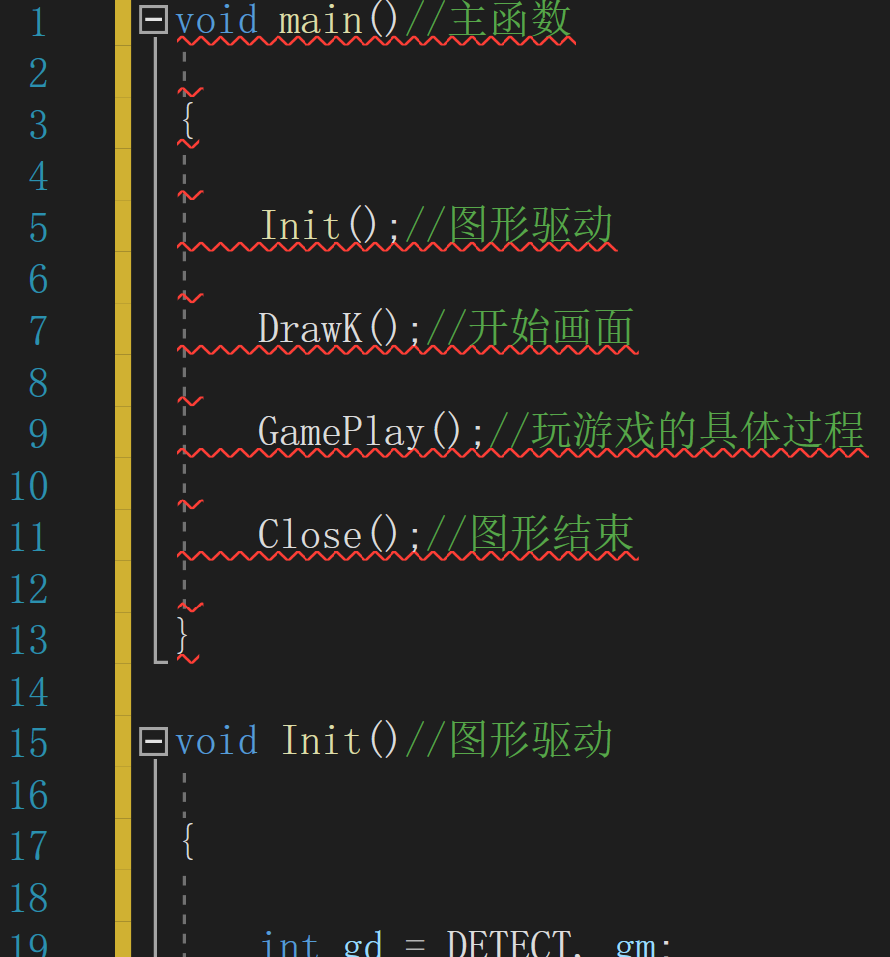 1 void main()//主函数
2
3 {
4
5 Init();//图形驱动
6
7 DrawK();//开始画面
8
9 GamePlay();//玩游戏的具体过程
10
11 Close();//图形结束
12
13 }
14
15 void Init()//图形驱动
16
17 {
18
19 int gd = DETECT, gm;